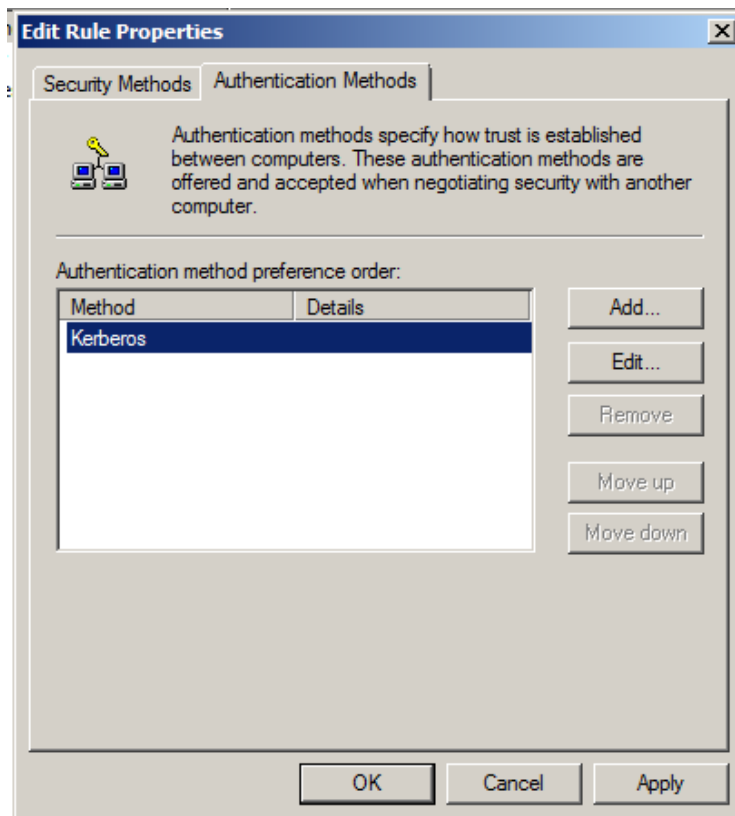 Edit Rule Properties
Security Methods
Authentication Methods
Authentication methods specify how trust is established
between computers. These authentication methods are
offered and accepted when negotiating security with another
computer.
Authentication method preference order:
Method
Details
Kerberos
Add...
Edit...
Remove
Move up
Move down
OK
Cancel
Apply